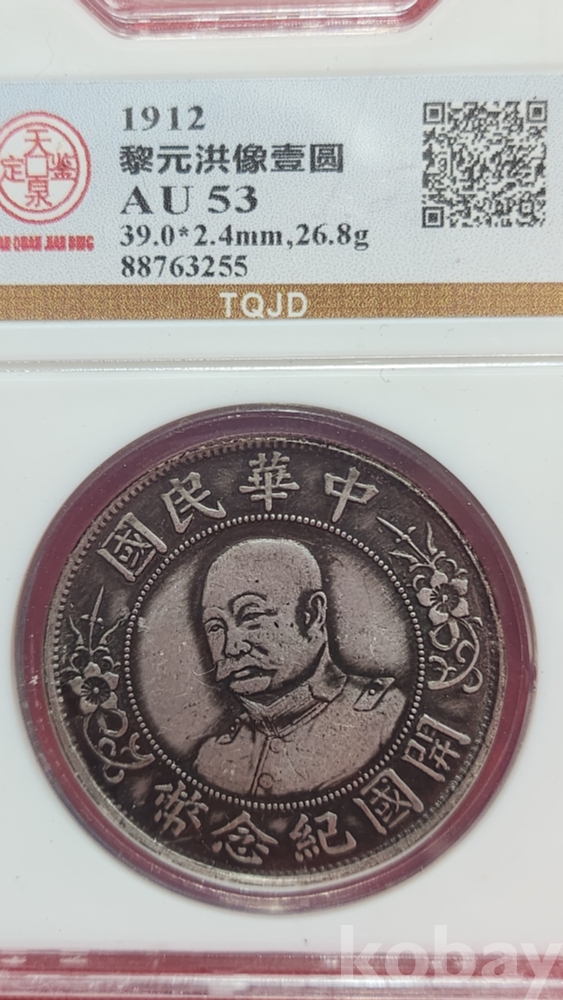 天泉
鉴定
1912
黎元洪像壹圆
AU 53
39.0*2.4mm,26.8g
88763255
TQJD
中華民國
開國紀念幣
kobay